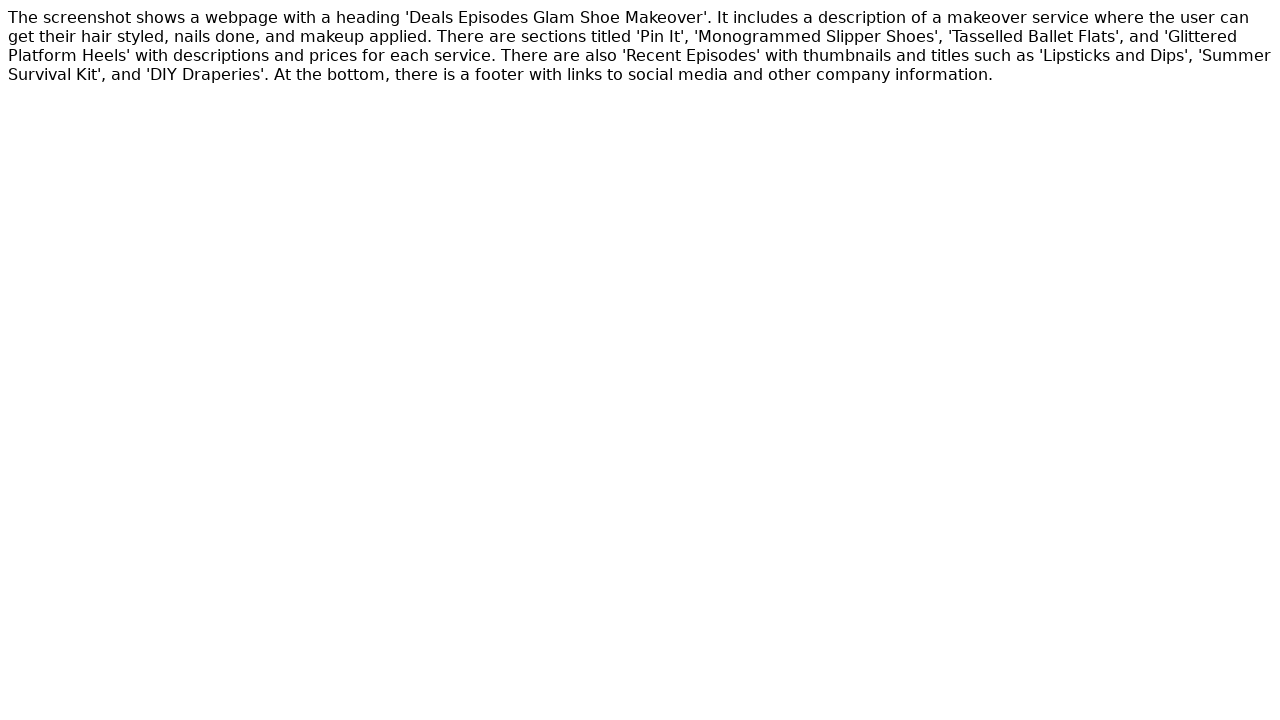 The screenshot shows a webpage with a heading 'Deals Episodes Glam Shoe Makeover'. It includes a description of a makeover service where the user can
get their hair styled, nails done, and makeup applied. There are sections titled 'Pin It', 'Monogrammed Slipper Shoes', 'Tasselled Ballet Flats', and 'Glittered
Platform Heels' with descriptions and prices for each service. There are also 'Recent Episodes' with thumbnails and titles such as 'Lipsticks and Dips', 'Summer
Survival Kit', and 'DIY Draperies'. At the bottom, there is a footer with links to social media and other company information.